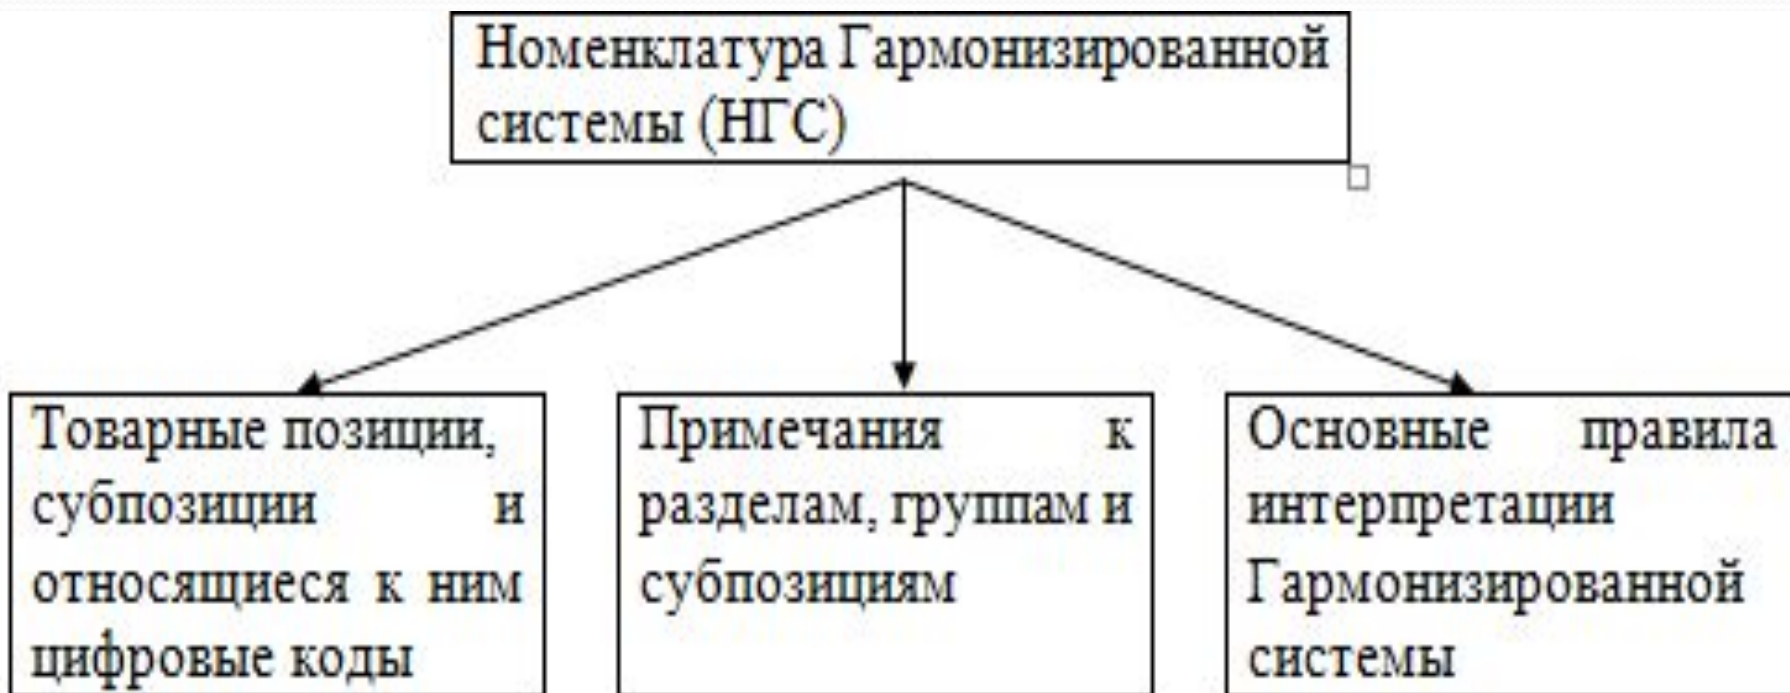 Номенклатура Гармонизированной
системы (НГС)
Товарные позиции,
субпозиции и
относящиеся к ним
цифровые коды
Примечания к
разделам, группам и
субпозициям
Основные правила
интерпретации
Гармонизированной
системы